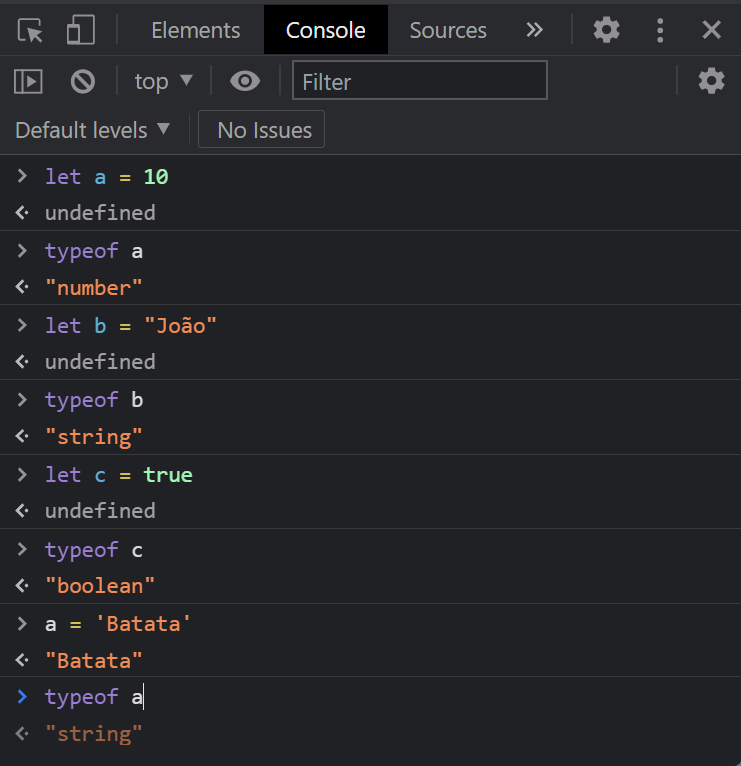 Elements Console Sources »
top ▼ Filter
Default levels ▼ No Issues
> let a = 10
<· undefined
> typeof a
<· "number"
> let b = "João"
<· undefined
> typeof b
<· "string"
> let c = true
<· undefined
> typeof c
<· "boolean"
> a = 'Batata'
<· "Batata"
> typeof a
<· "string"